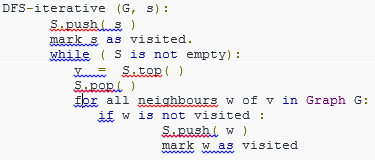 DFS-iterative (G, s):
S.push( s )
mark s as visited.
while ( S is not empty):
v = S.top( )
S.pop( )
for all neighbours w of v in Graph G:
if w is not visited :
S.push( w )
mark w as visited